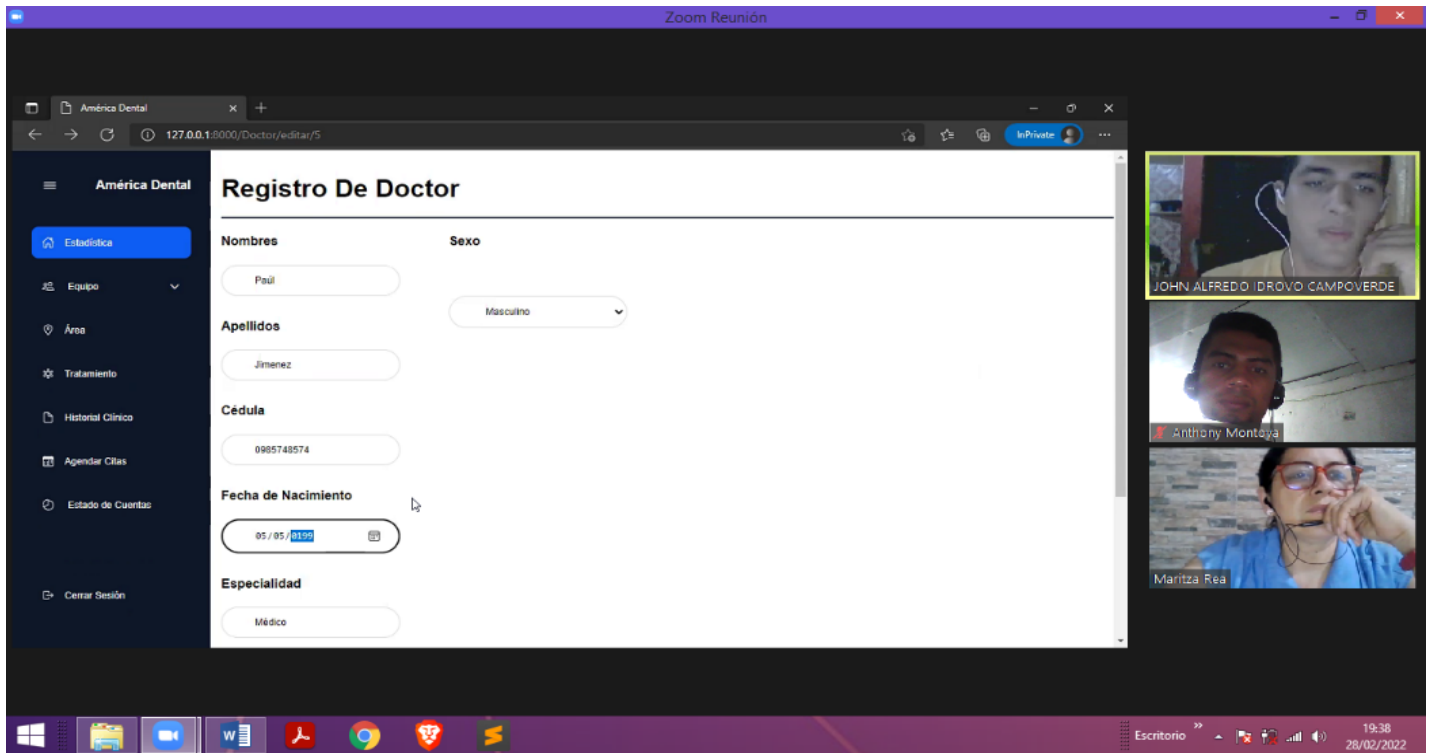 Zoom Reunión
América Dental
127.0.0.1:8000/Doctor/editar/5
InPrivate
América Dental
Estadística
Equipo
Área
Tratamiento
Historial Clínico
Agendar Citas
Estado de Cuentas
Cerrar Sesión
Registro De Doctor
Nombres
Paúl
Apellidos
Jimenez
Cédula
0985748574
Fecha de Nacimiento
05/05/0199
Especialidad
Médico
Sexo
Masculino
JOHN ALFREDO IDROVO CAMPOVERDE
Anthony Montoya
Maritza Rea
Escritorio
19:38
28/02/2022